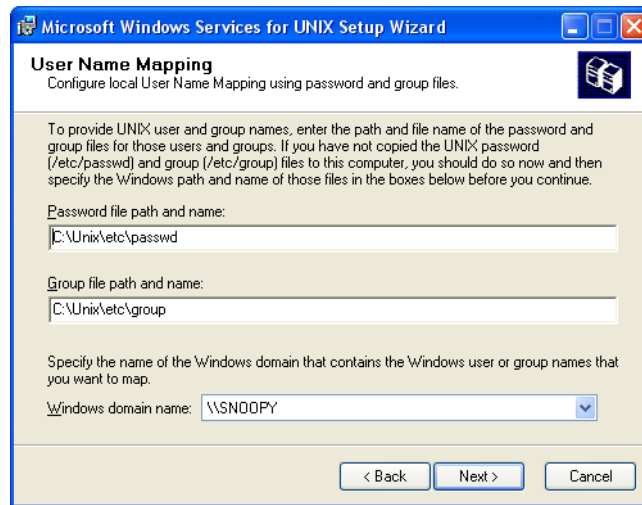 Microsoft Windows Services for UNIX Setup Wizard
User Name Mapping
Configure local User Name Mapping using password and group files.
To provide UNIX user and group names, enter the path and file name of the password and
group files for those users and groups. If you have not copied the UNIX password
(/etc/passwd) and group (/etc/group) files to this computer, you should do so now and then
specify the Windows path and name of those files in the boxes below before you continue.
Password file path and name:
C:\Unix\etc\passwd
Group file path and name:
C:\Unix\etc\group
Specify the name of the Windows domain that contains the Windows user or group names that
you want to map.
Windows domain name: \\SNOOPY
< Back Next > Cancel